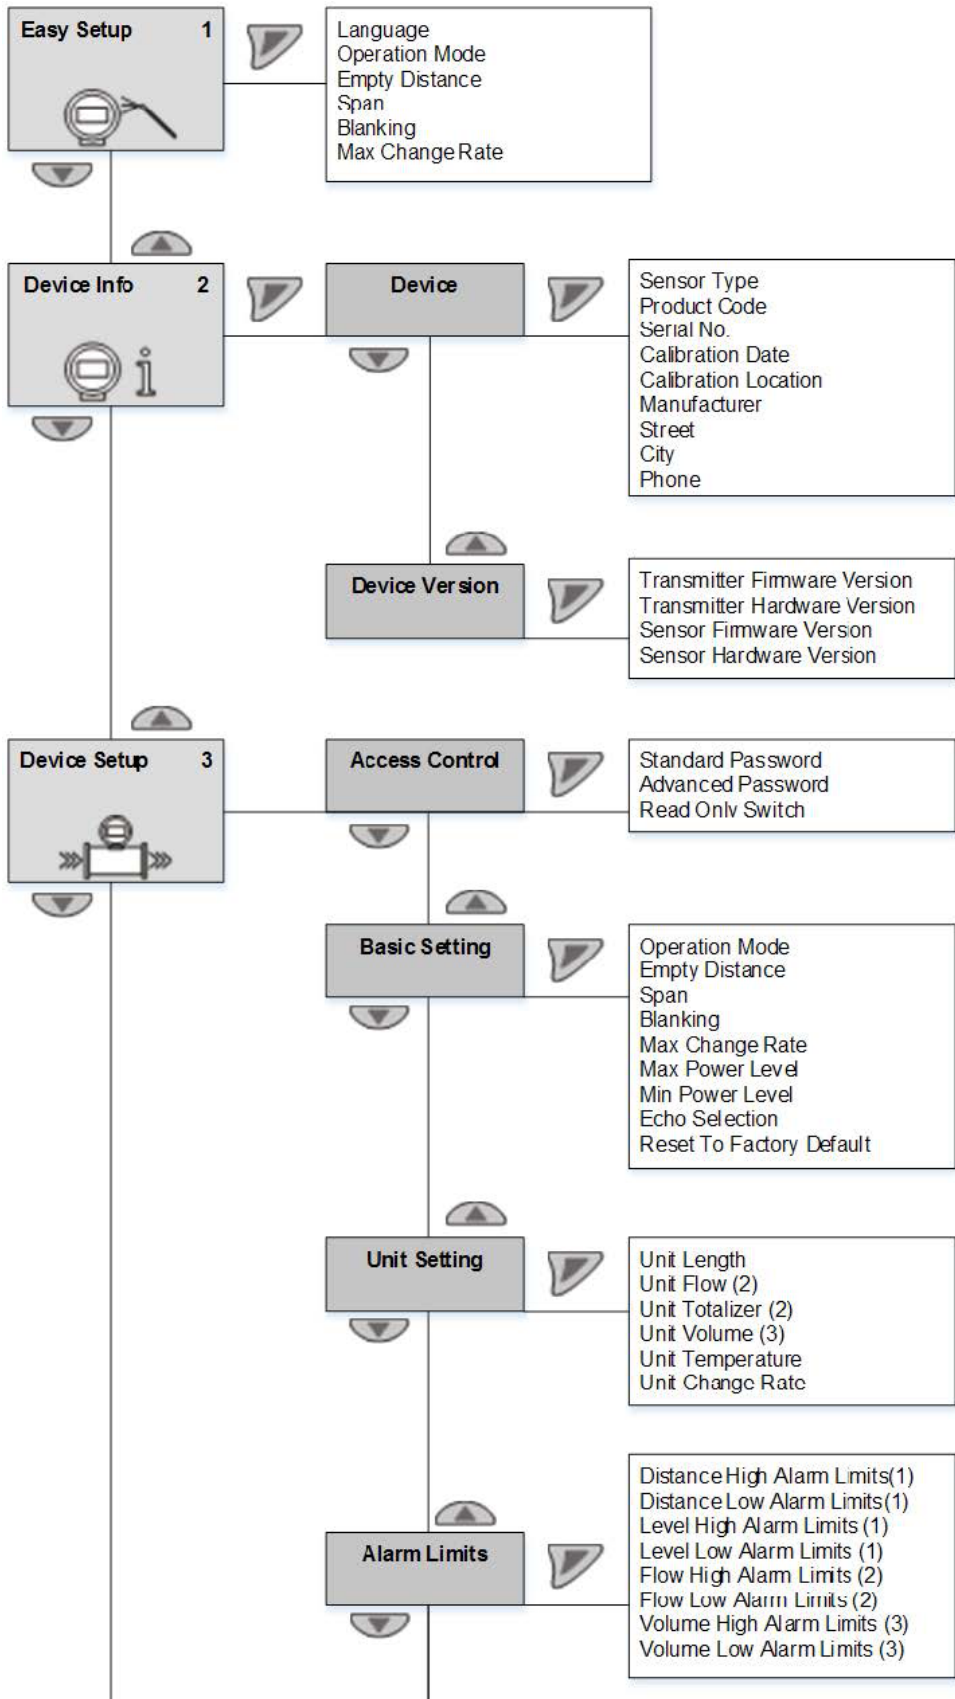 Easy Setup 1
Language
Operation Mode
Empty Distance
Span
Blanking
Max Change Rate
Device Info 2
Device
Sensor Type
Product Code
Serial No.
Calibration Date
Calibration Location
Manufacturer
Street
City
Phone
Device Version
Transmitter Firmware Version
Transmitter Hardware Version
Sensor Firmware Version
Sensor Hardware Version
Device Setup 3
Access Control
Standard Password
Advanced Password
Read Only Switch
Basic Setting
Operation Mode
Empty Distance
Span
Blanking
Max Change Rate
Max Power Level
Min Power Level
Echo Selection
Reset To Factory Default
Unit Setting
Unit Length
Unit Flow (2)
Unit Totalizer (2)
Unit Volume (3)
Unit Temperature
Unit Change Rate
Alarm Limits
Distance High Alarm Limits(1)
Distance Low Alarm Limits(1)
Level High Alarm Limits (1)
Level Low Alarm Limits (1)
Flow High Alarm Limits (2)
Flow Low Alarm Limits (2)
Volume High Alarm Limits (3)
Volume Low Alarm Limits (3)